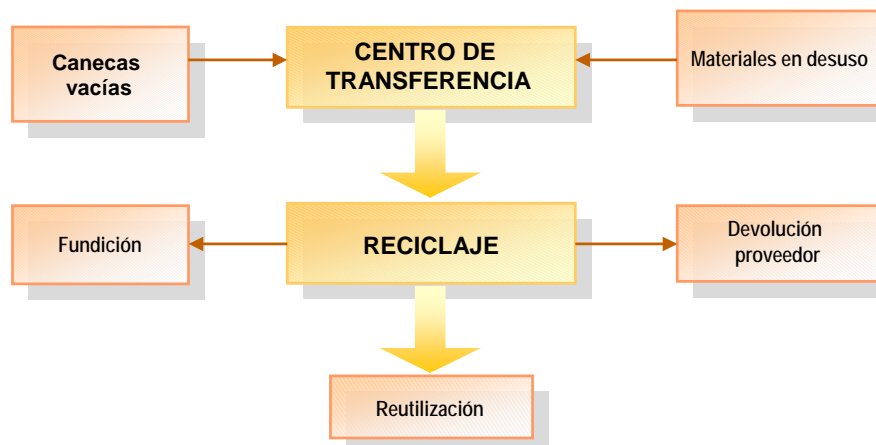 Canecas
vacías
CENTRO DE
TRANSFERENCIA
Materiales en desuso
Fundición
RECICLAJE
Devolución
proveedor
Reutilización